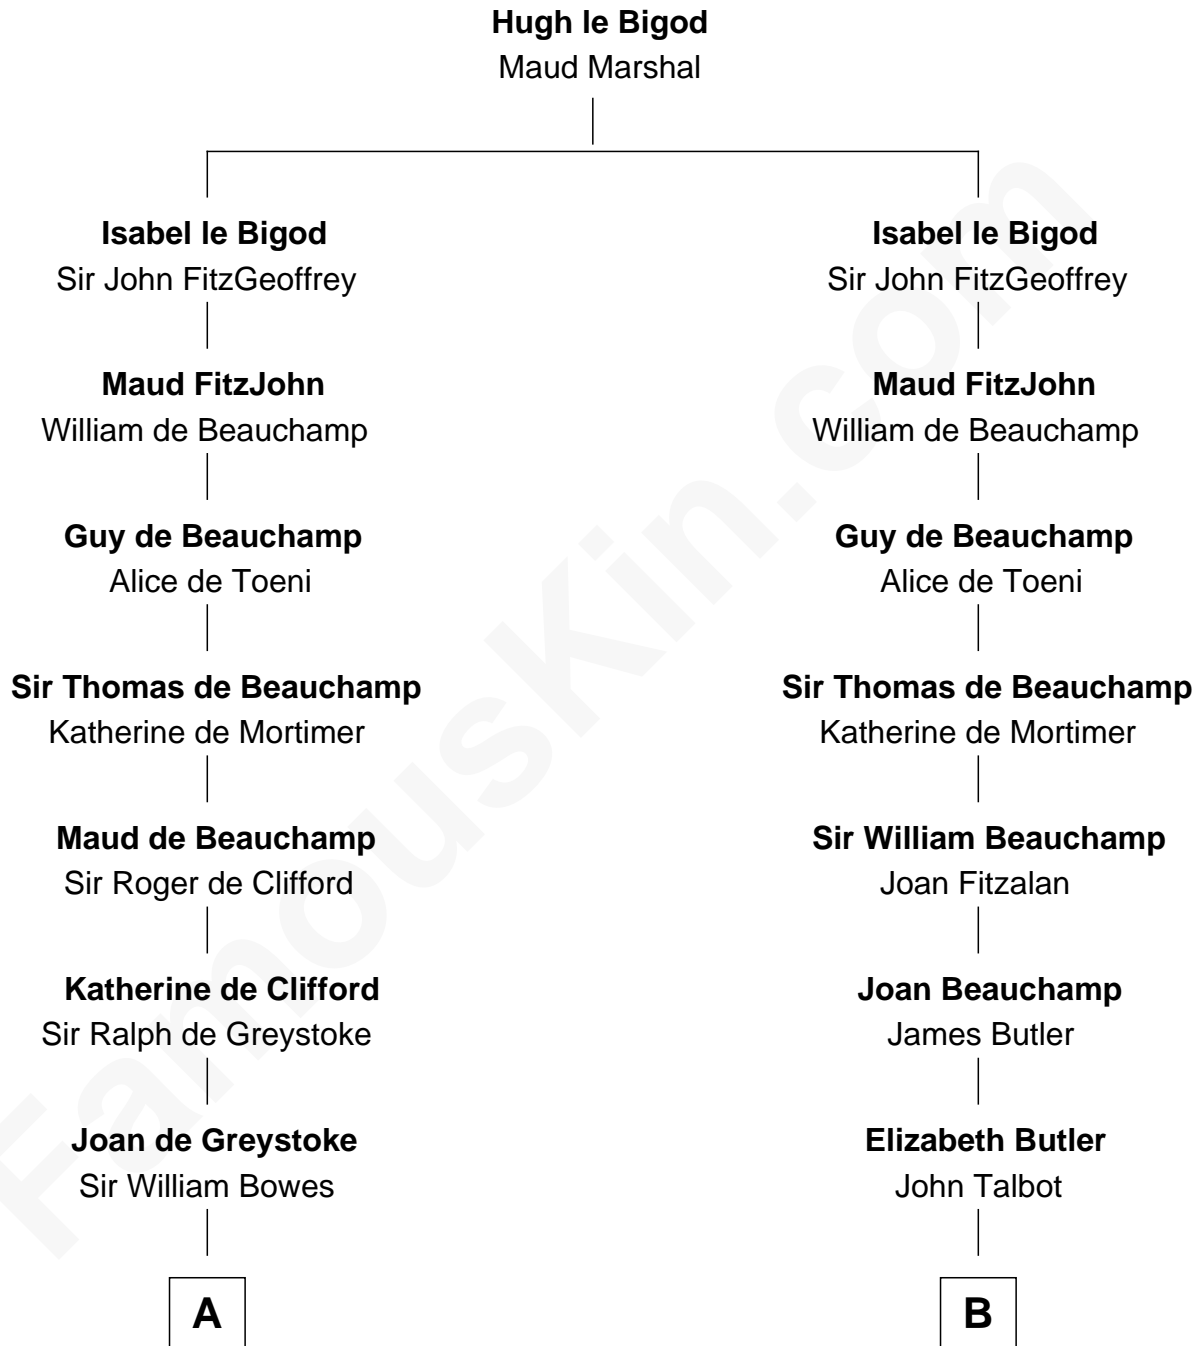 Hugh le Bigod
Maud Marshal
Isabel le Bigod
Sir John FitzGeoffrey
Maud FitzJohn
William de Beauchamp
Guy de Beauchamp
Alice de Toeni
Sir Thomas de Beauchamp
Katherine de Mortimer
Maud de Beauchamp
Sir Roger de Clifford
Katherine de Clifford
Sir Ralph de Greystoke
Joan de Greystoke
Sir William Bowes
A
Isabel le Bigod
Sir John FitzGeoffrey
Maud FitzJohn
William de Beauchamp
Guy de Beauchamp
Alice de Toeni
Sir Thomas de Beauchamp
Katherine de Mortimer
Sir William Beauchamp
Joan Fitzalan
Joan Beauchamp
James Butler
Elizabeth Butler
John Talbot
B
FamousKin.com